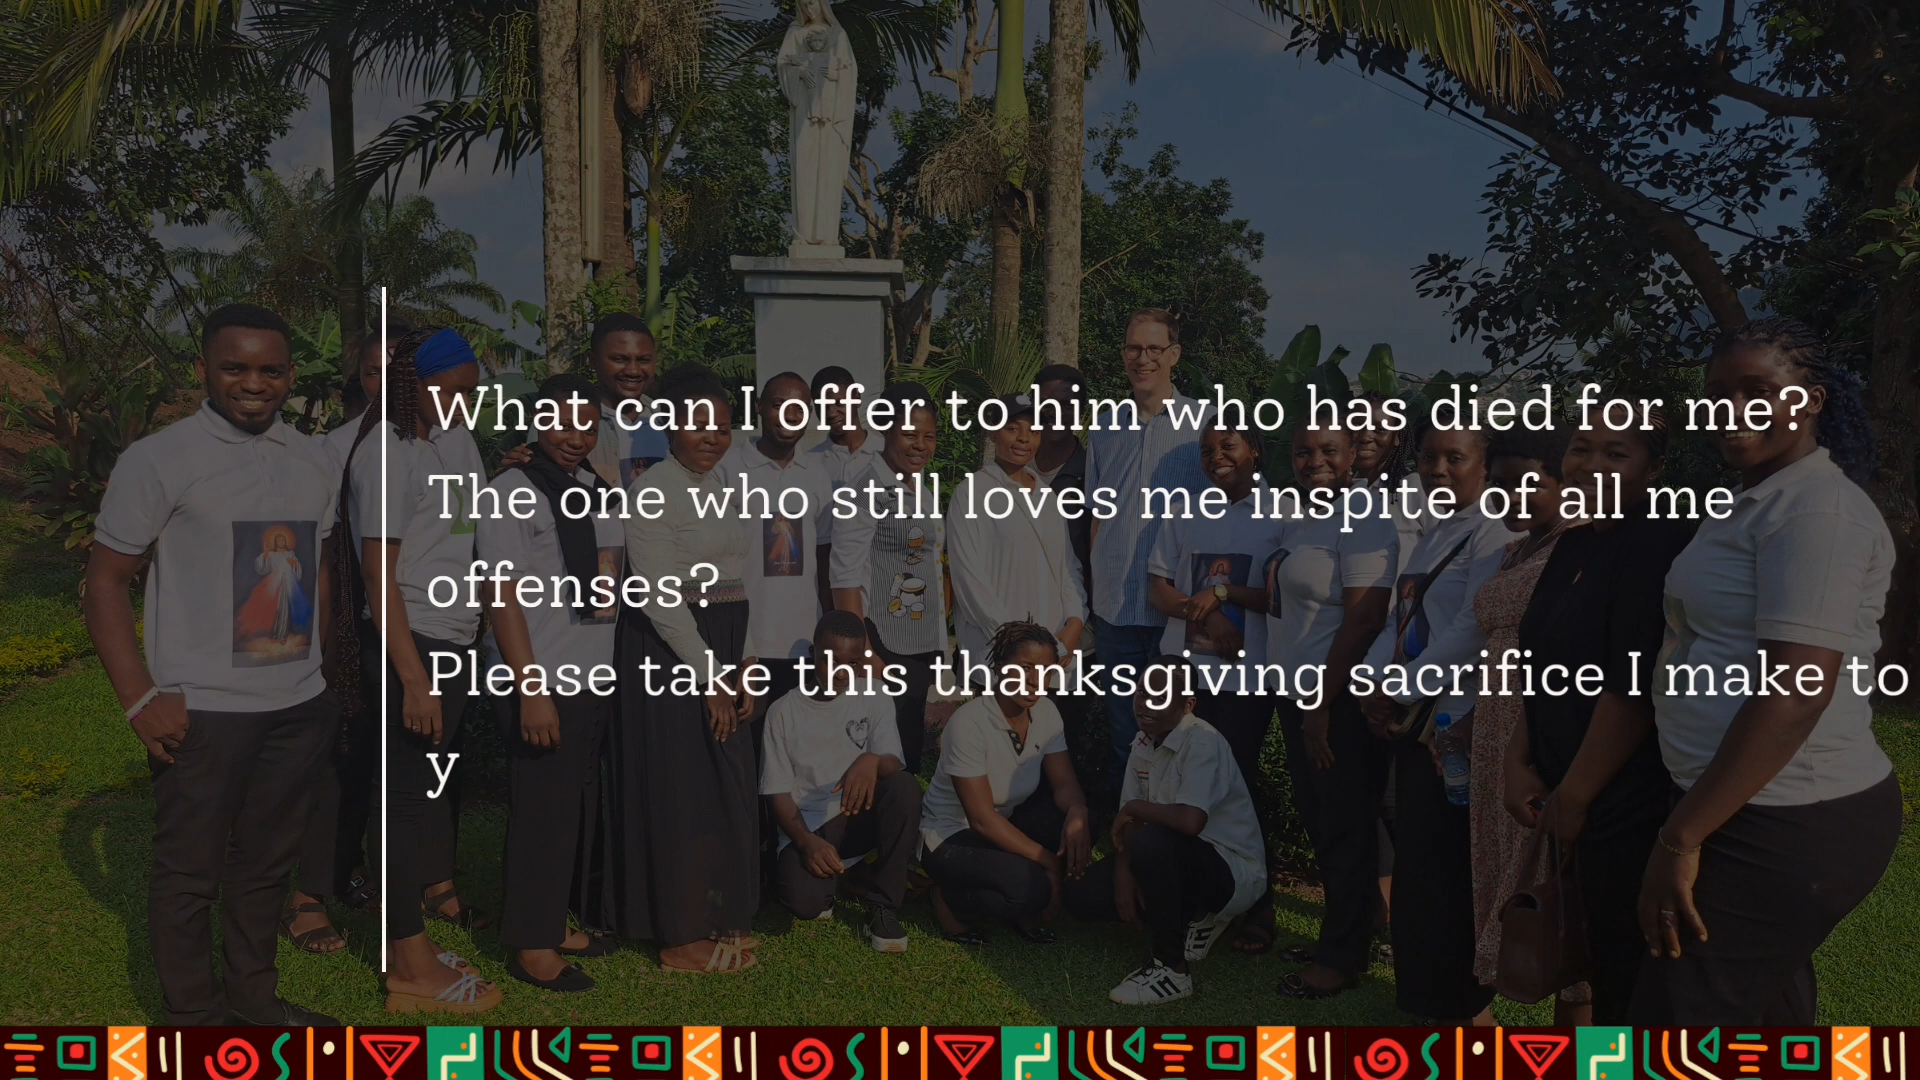 What can I offer to him who has died for me?
The one who still loves me inspite of all me
offenses?
Please take this thanksgiving sacrifice I make to
y